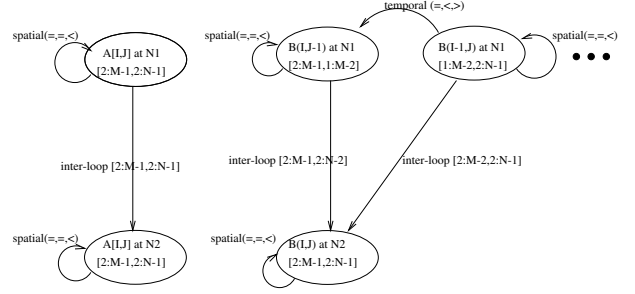 temporal (=,<,>)
spatial(=,=,<)
A[I,J] at N1
[2:M-1,2:N-1]
spatial(=,=,<)
B(I,J-1) at N1
[2:M-1,1:M-2]
B(I-1,J) at N1
[1:M-2,2:N-1]
spatial(=,=,<)
inter-loop [2:M-1,2:N-1]
inter-loop [2:M-1,2:N-2]
inter-loop [2:M-2,2:N-1]
spatial(=,=,<)
A[I,J] at N2
[2:M-1,2:N-1]
spatial(=,=,<)
B(I,J) at N2
[2:M-1,2:N-1]